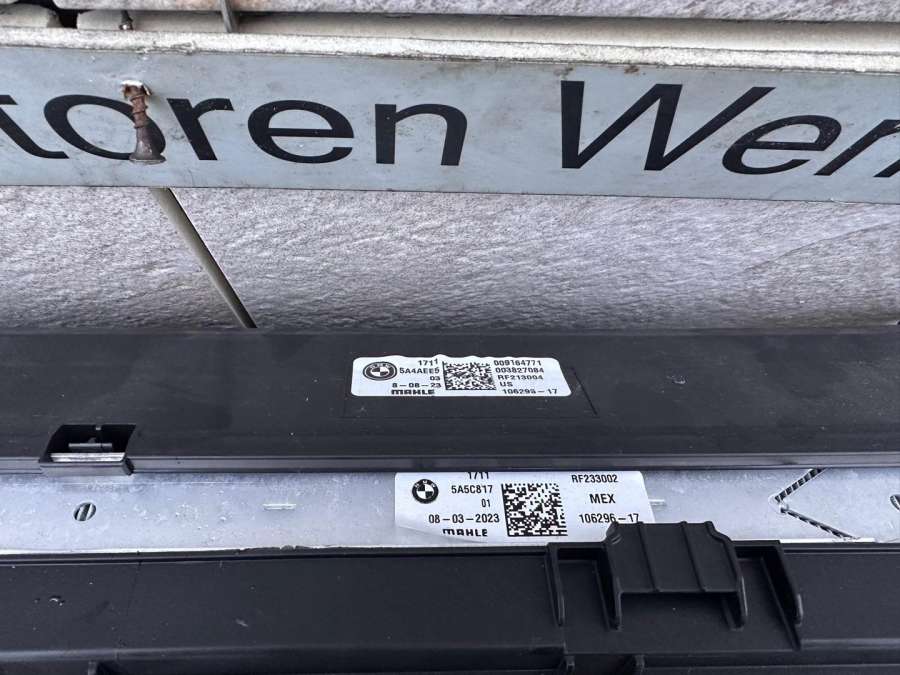 toren Wer
1711
5A4AEE5
03
8-08-23
MAHLE
009164771
003827084
RF213004
US
106296-17
1711
5A5C817
01
08-03-2023
MAHLE
RF233002
MEX
106296-17